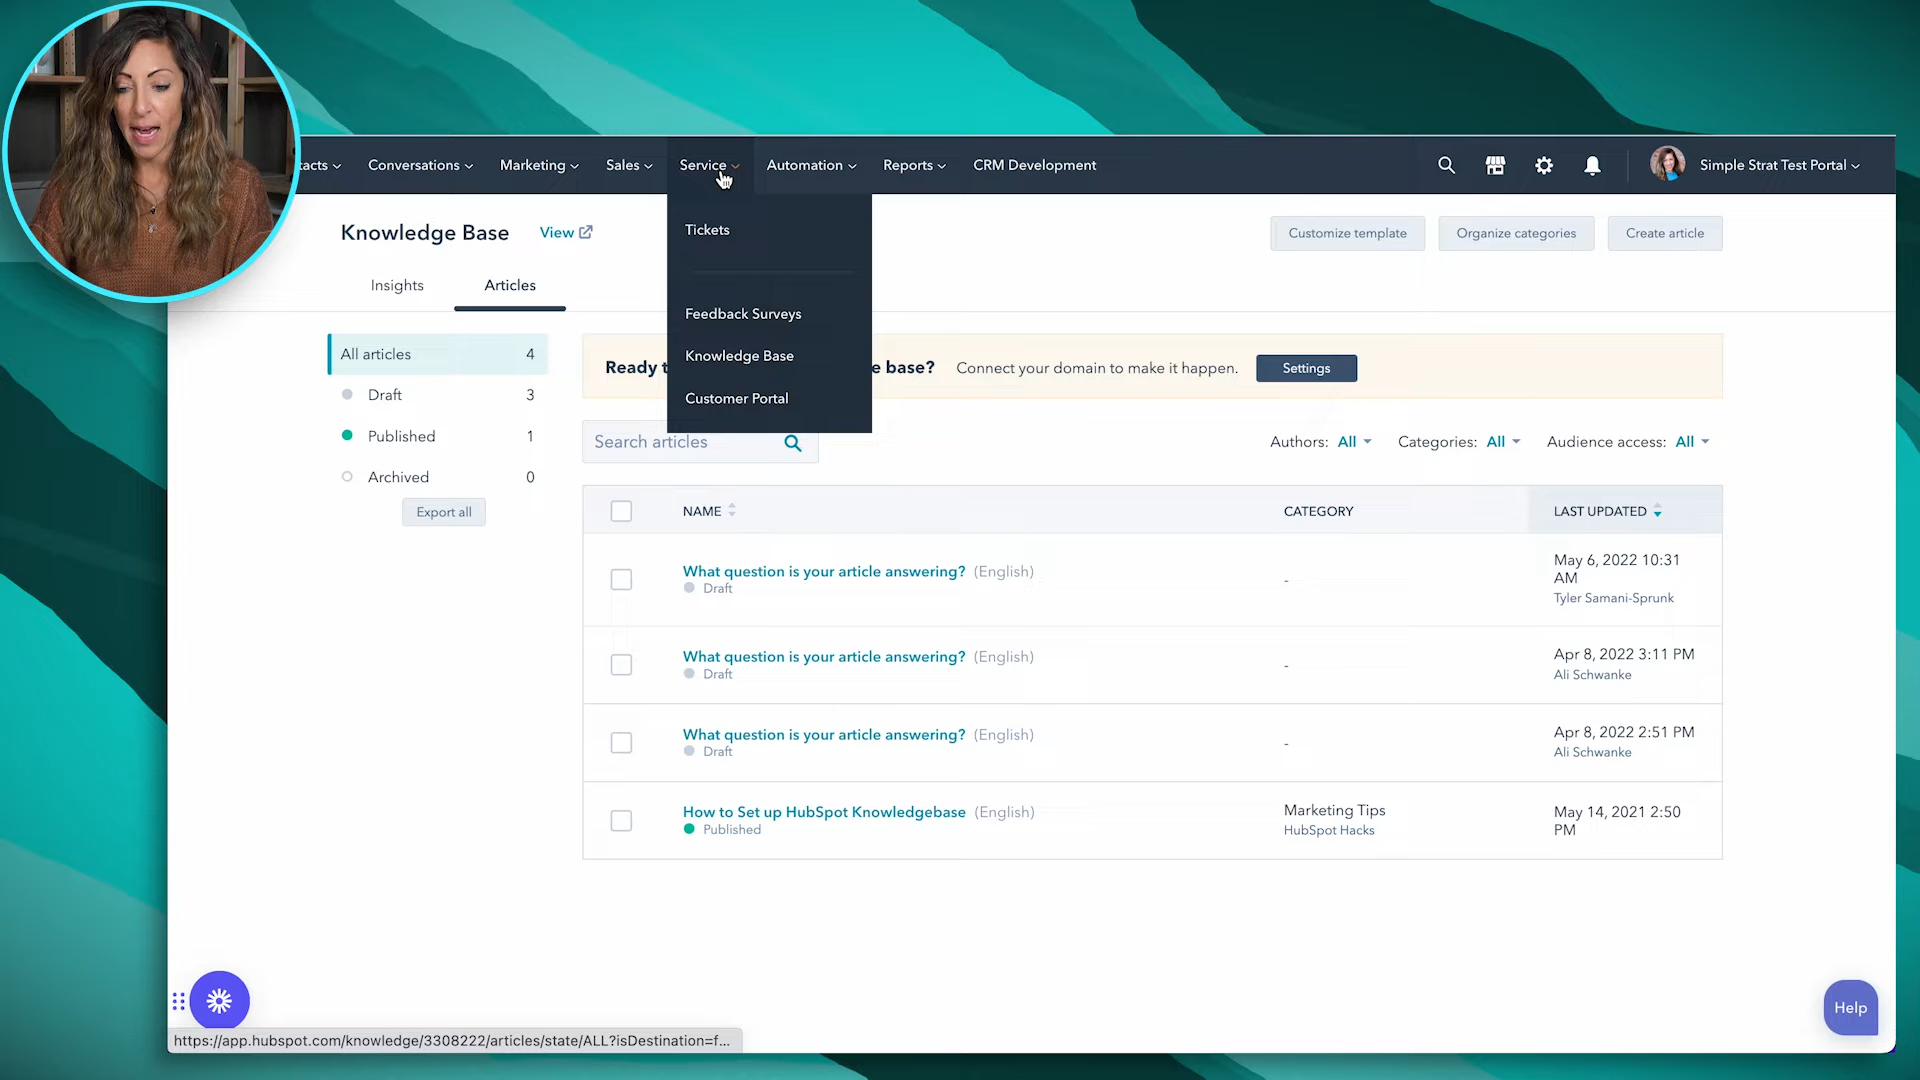 tacts
Conversations
Marketing
Sales
Service
Automation
Reports
CRM Development
Simple Strat Test Portal
Knowledge Base
View
Tickets
Feedback Surveys
Knowledge Base
Customer Portal
Customize template
Organize categories
Create article
Insights
Articles
All articles 4
Draft 3
Published 1
Archived 0
Export all
Ready t
e base?
Connect your domain to make it happen.
Settings
Search articles
Authors: All
Categories: All
Audience access: All
NAME
CATEGORY
LAST UPDATED
What question is your article answering? (English)
Draft
-
May 6, 2022 10:31
AM
Tyler Samani-Sprunk
What question is your article answering? (English)
Draft
-
Apr 8, 2022 3:11 PM
Ali Schwanke
What question is your article answering? (English)
Draft
-
Apr 8, 2022 2:51 PM
Ali Schwanke
How to Set up HubSpot Knowledgebase (English)
Published
Marketing Tips
HubSpot Hacks
May 14, 2021 2:50
PM
Help
https://app.hubspot.com/knowledge/3308222/articles/state/ALL?isDestination=f...